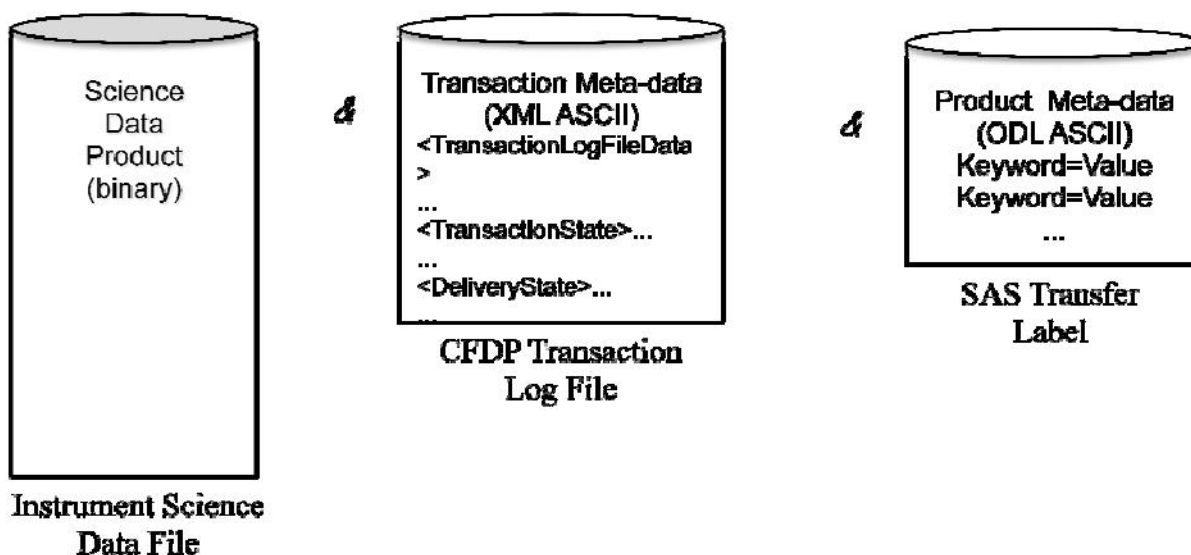 Science
Data
Product
(binary)
Instrument Science
Data File
&
Transaction Meta-data
(XML ASCII)
<TransactionLogFileData
>
...
<TransactionState>...
...
<DeliveryState>...
...
CFDP Transaction
Log File
&
Product Meta-data
(ODL ASCII)
Keyword=Value
Keyword=Value
...
SAS Transfer
Label